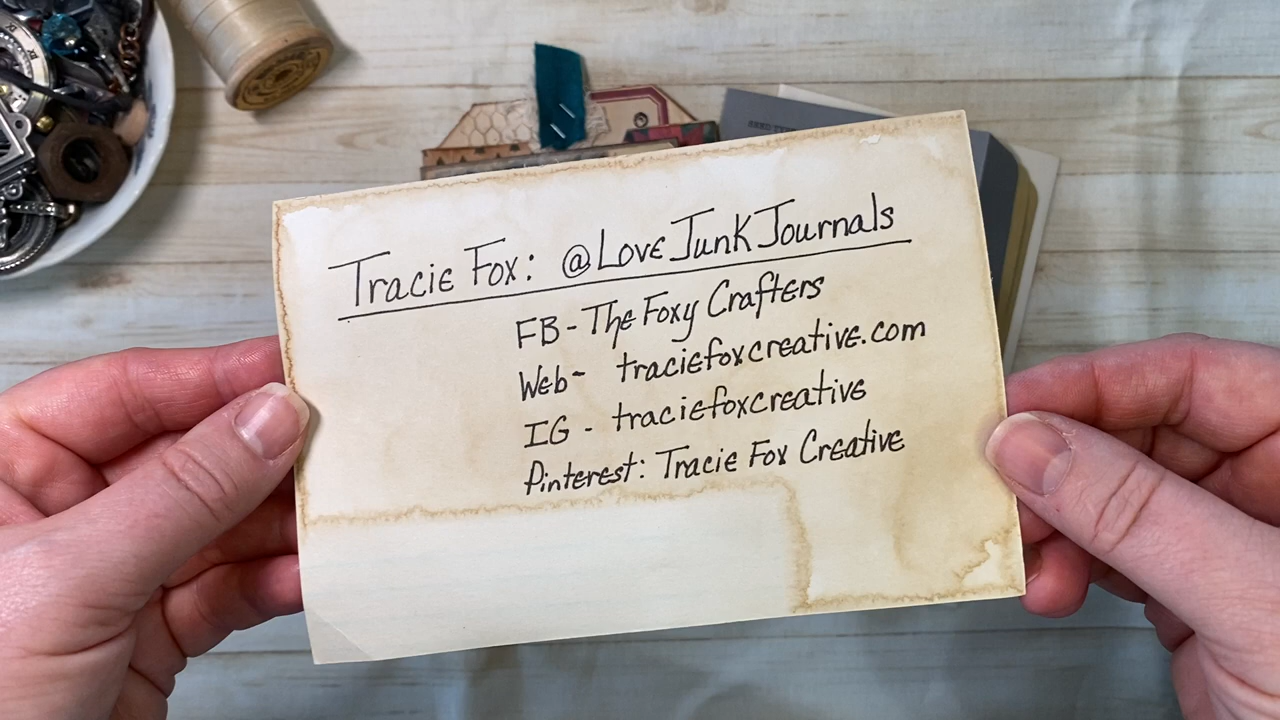 Tracie Fox: @LoveJunkJournals
FB - The Foxy Crafters
Web- traciefoxcreative.com
IG - traciefoxcreative
Pinterest: Tracie Fox Creative